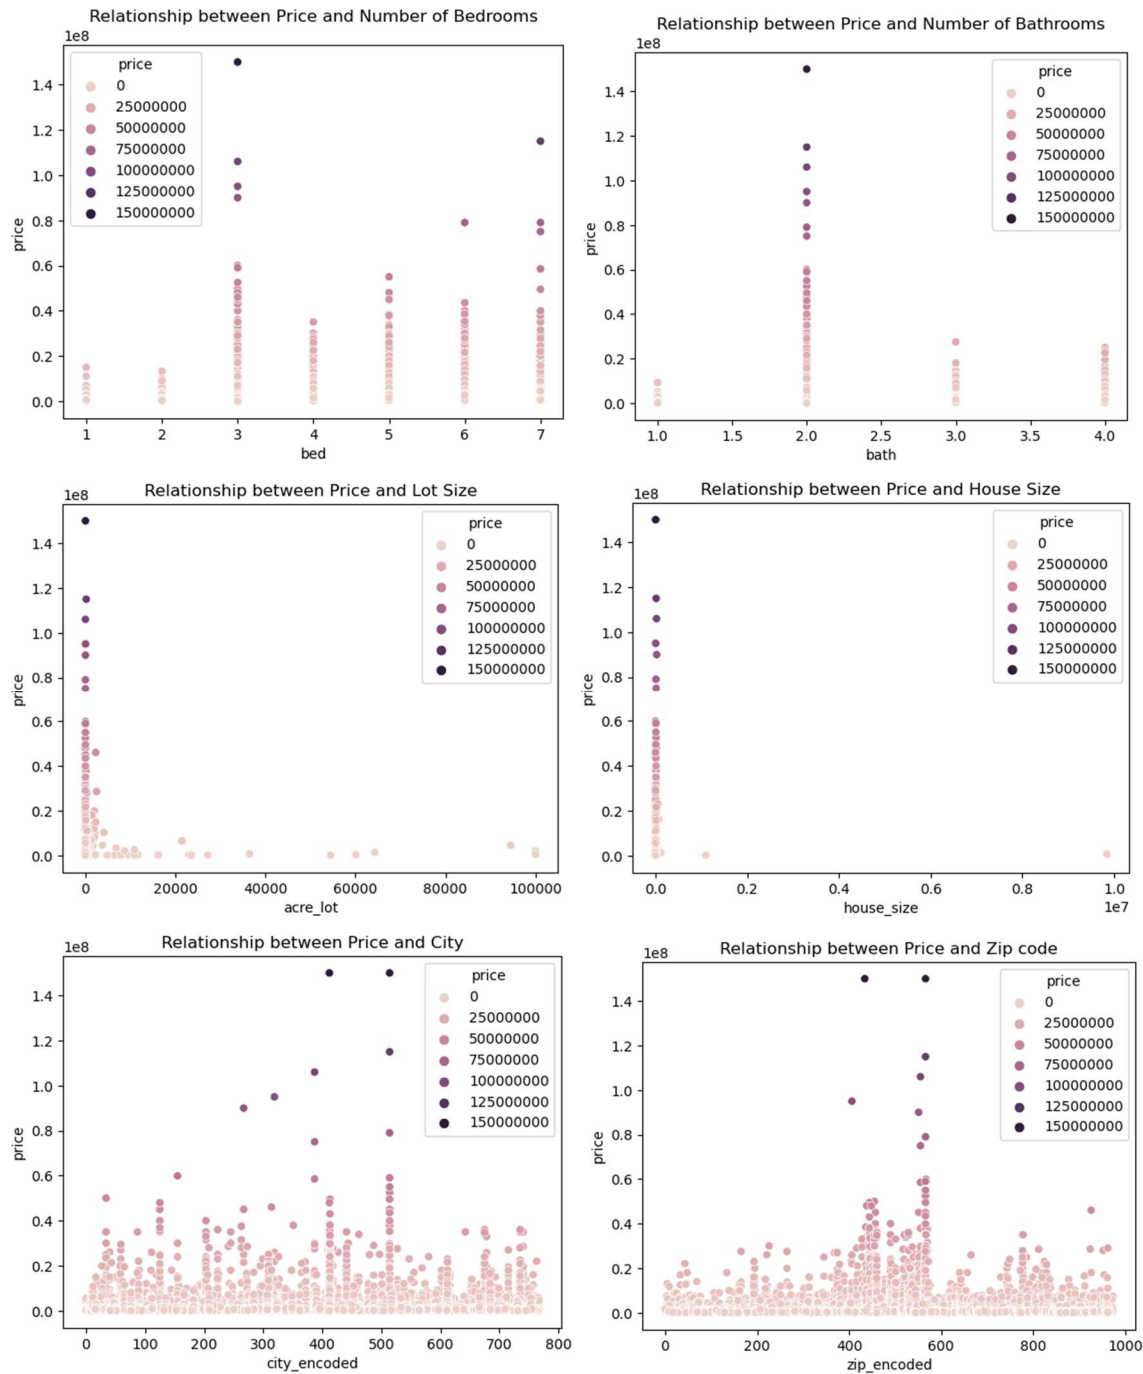 Relationship between Price and Number of Bedrooms
1e8
price
0
25000000
50000000
75000000
100000000
125000000
150000000
1.4
1.2
1.0
0.8
0.6
0.4
0.2
0.0
price
1 2 3 4 5 6 7
bed
Relationship between Price and Number of Bathrooms
1e8
price
0
25000000
50000000
75000000
100000000
125000000
150000000
1.4
1.2
1.0
0.8
0.6
0.4
0.2
0.0
price
1.0 1.5 2.0 2.5 3.0 3.5 4.0
bath
Relationship between Price and Lot Size
1e8
price
0
25000000
50000000
75000000
100000000
125000000
150000000
1.4
1.2
1.0
0.8
0.6
0.4
0.2
0.0
price
0 20000 40000 60000 80000 100000
acre_lot
Relationship between Price and House Size
1e8
price
0
25000000
50000000
75000000
100000000
125000000
150000000
1.4
1.2
1.0
0.8
0.6
0.4
0.2
0.0
price
0.0 0.2 0.4 0.6 0.8 1.0
1e7
house_size
Relationship between Price and City
1e8
price
0
25000000
50000000
75000000
100000000
125000000
150000000
1.4
1.2
1.0
0.8
0.6
0.4
0.2
0.0
price
0 100 200 300 400 500 600 700 800
city_encoded
Relationship between Price and Zip code
1e8
price
0
25000000
50000000
75000000
100000000
125000000
150000000
1.4
1.2
1.0
0.8
0.6
0.4
0.2
0.0
price
0 200 400 600 800 1000
zip_encoded